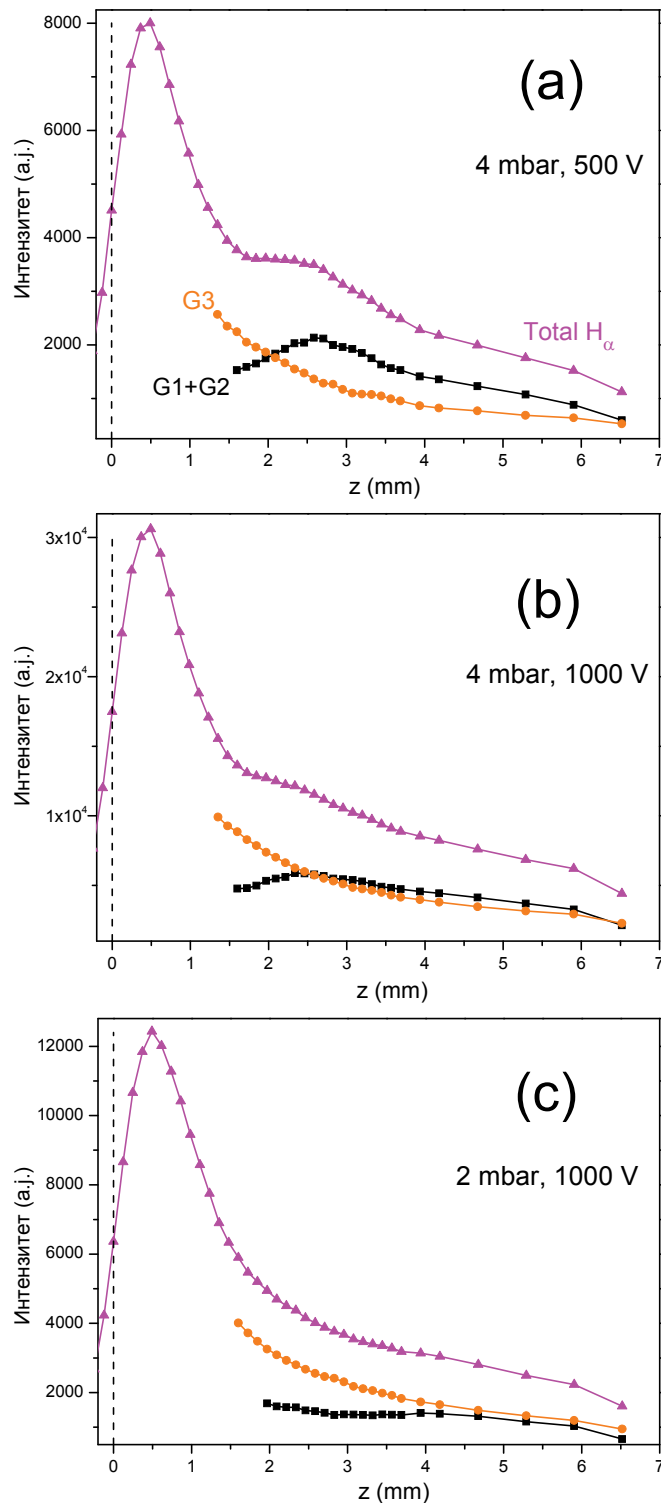 (a)
4 mbar, 500 V
Интензитет (a.j.)
8000
6000
4000
2000
G3
G1+G2
Total Hα
0 1 2 3 4 5 6 7
z (mm)
(b)
4 mbar, 1000 V
Интензитет (a.j.)
3x10⁴
2x10⁴
1x10⁴
0 1 2 3 4 5 6 7
z (mm)
(c)
2 mbar, 1000 V
Интензитет (a.j.)
12000
10000
8000
6000
4000
2000
0 1 2 3 4 5 6 7
z (mm)